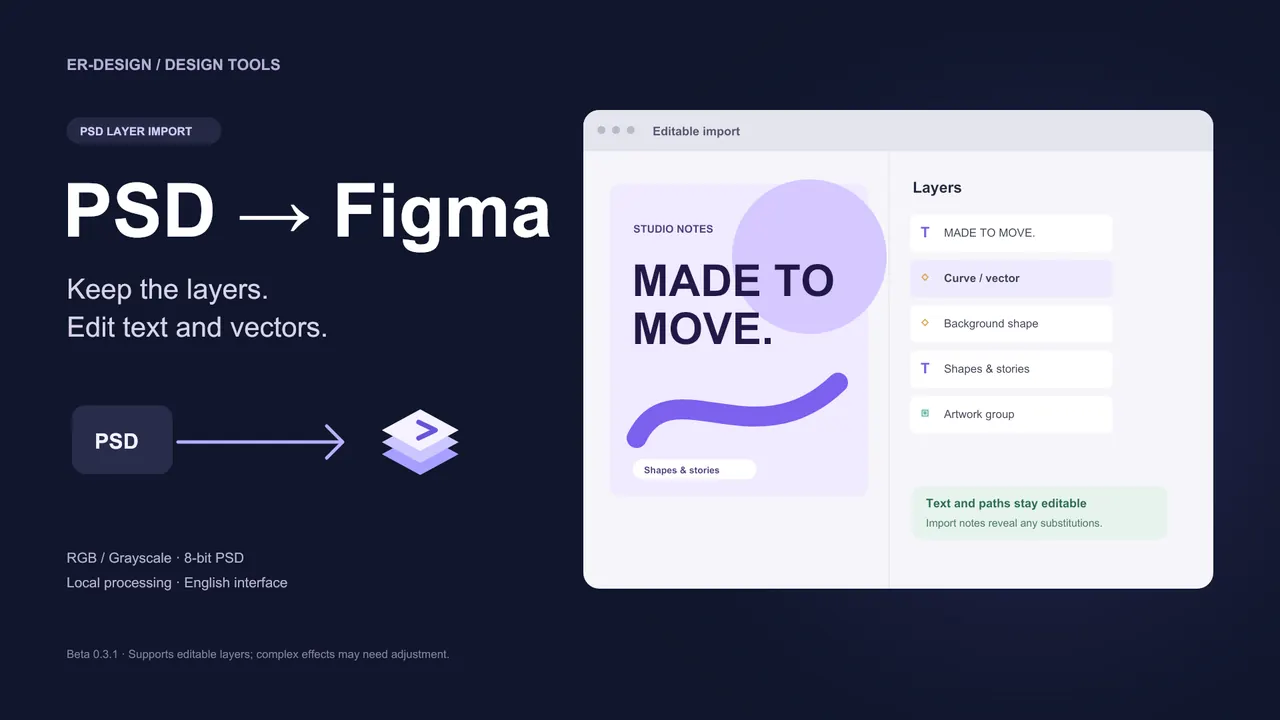 ER-DESIGN / DESIGN TOOLS
PSD LAYER IMPORT
PSD → Figma
Keep the layers.
Edit text and vectors.
PSD
RGB / Grayscale · 8-bit PSD
Local processing · English interface
Beta 0.3.1 · Supports editable layers; complex effects may need adjustment.
Editable import
STUDIO NOTES
MADE TO
MOVE.
Shapes & stories
Layers
T MADE TO MOVE.
Curve / vector
Background shape
T Shapes & stories
Artwork group
Text and paths stay editable
Import notes reveal any substitutions.